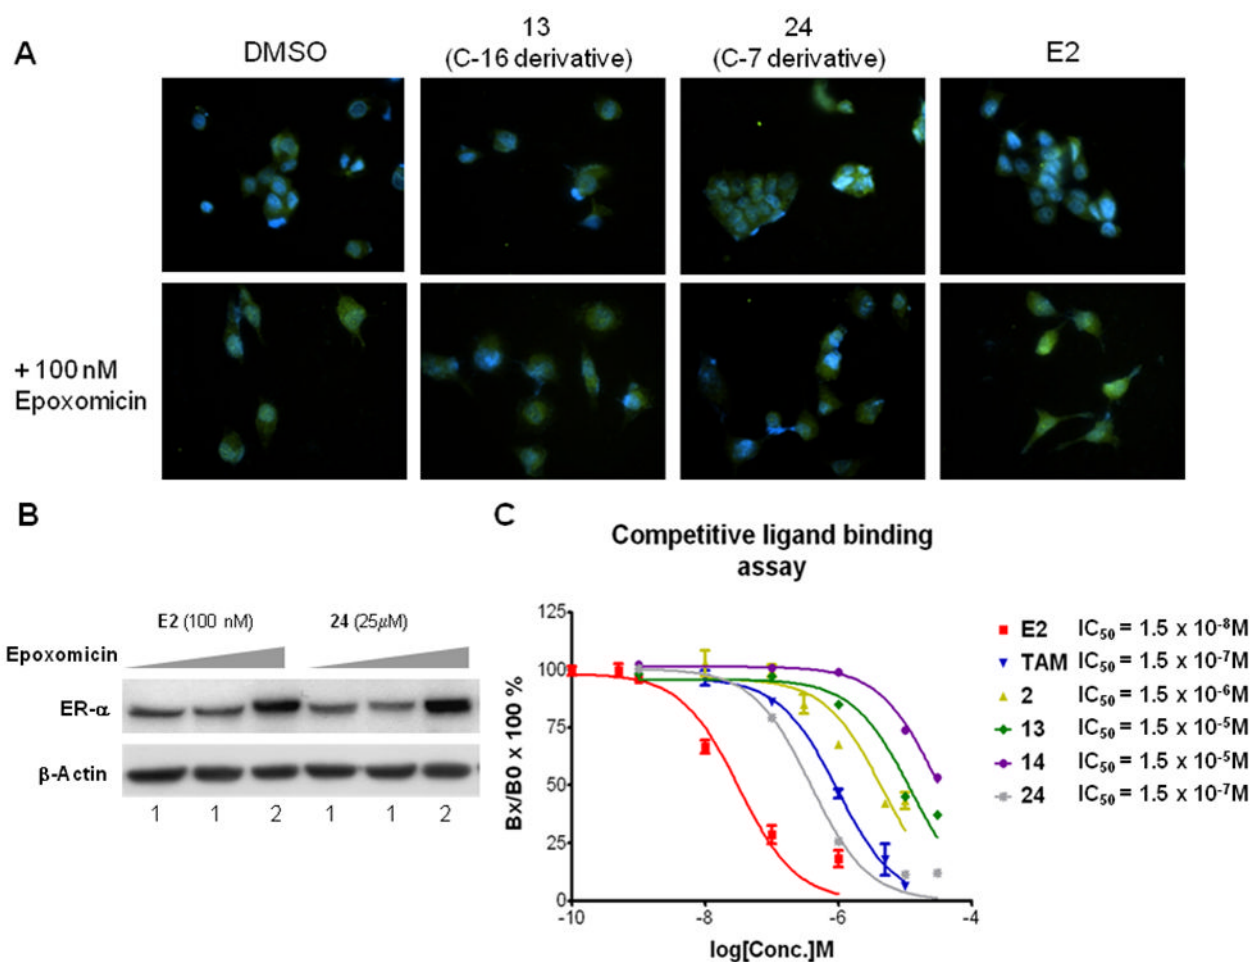 A
DMSO
13
(C-16 derivative)
24
(C-7 derivative)
E2
+ 100 nM
Epoxomicin
B
E2 (100 nM)
24 (25μM)
Epoxomicin
ER-α
β-Actin
1 1 2 1 1 2
C
Competitive ligand binding
assay
Bx/B0 x 100 %
125
100
75
50
25
0
-10 -8 -6 -4
log[Conc.]M
E2 IC50 = 1.5 x 10-8M
TAM IC50 = 1.5 x 10-7M
2 IC50 = 1.5 x 10-6M
13 IC50 = 1.5 x 10-5M
14 IC50 = 1.5 x 10-5M
24 IC50 = 1.5 x 10-7M